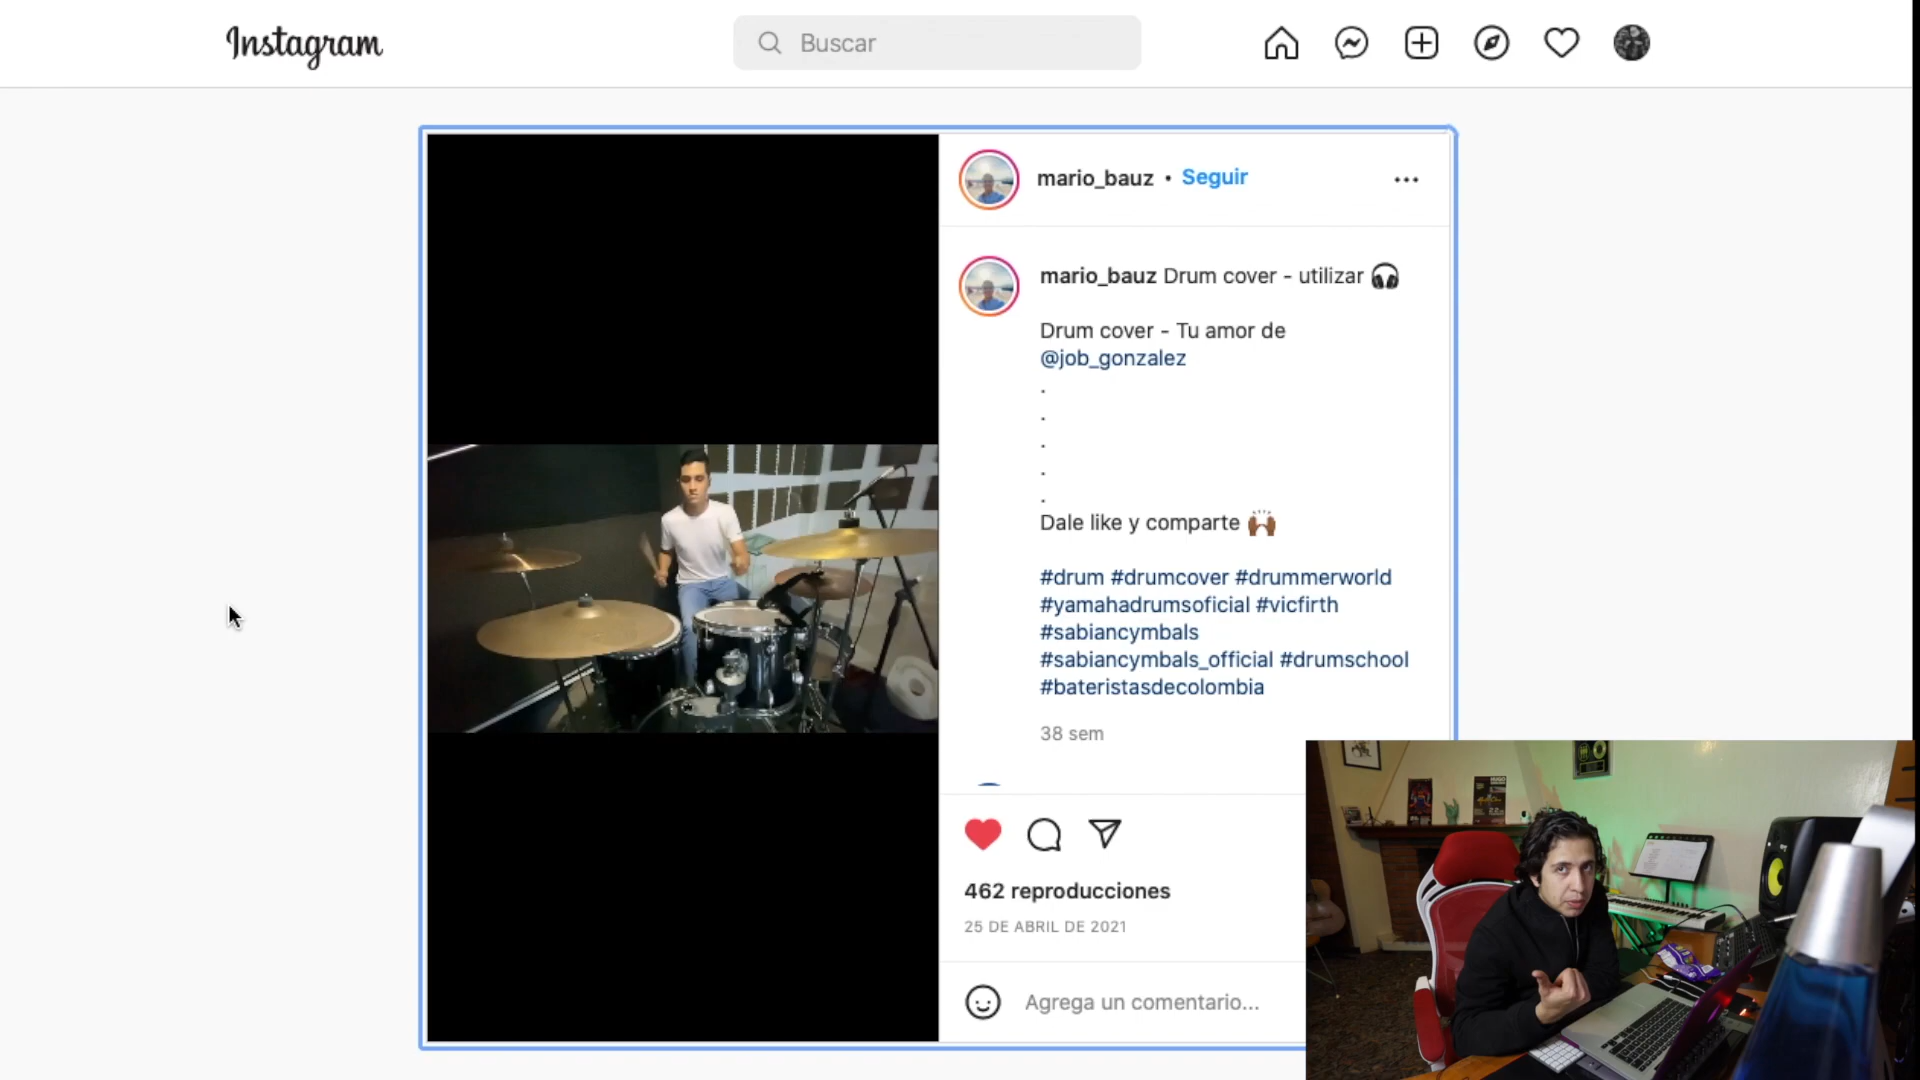 Instagram
Buscar
mario_bauz • Seguir
mario_bauz Drum cover - utilizar 🎧
Drum cover - Tu amor de
@job_gonzalez
.
.
.
.
.
Dale like y comparte 🙌🏾
#drum #drumcover #drummerworld
#yamahadrumsoficial #vicfirth
#sabiancymbals
#sabiancymbals_official #drumschool
#bateristasdecolombia
38 sem
462 reproducciones
25 DE ABRIL DE 2021
Agrega un comentario...